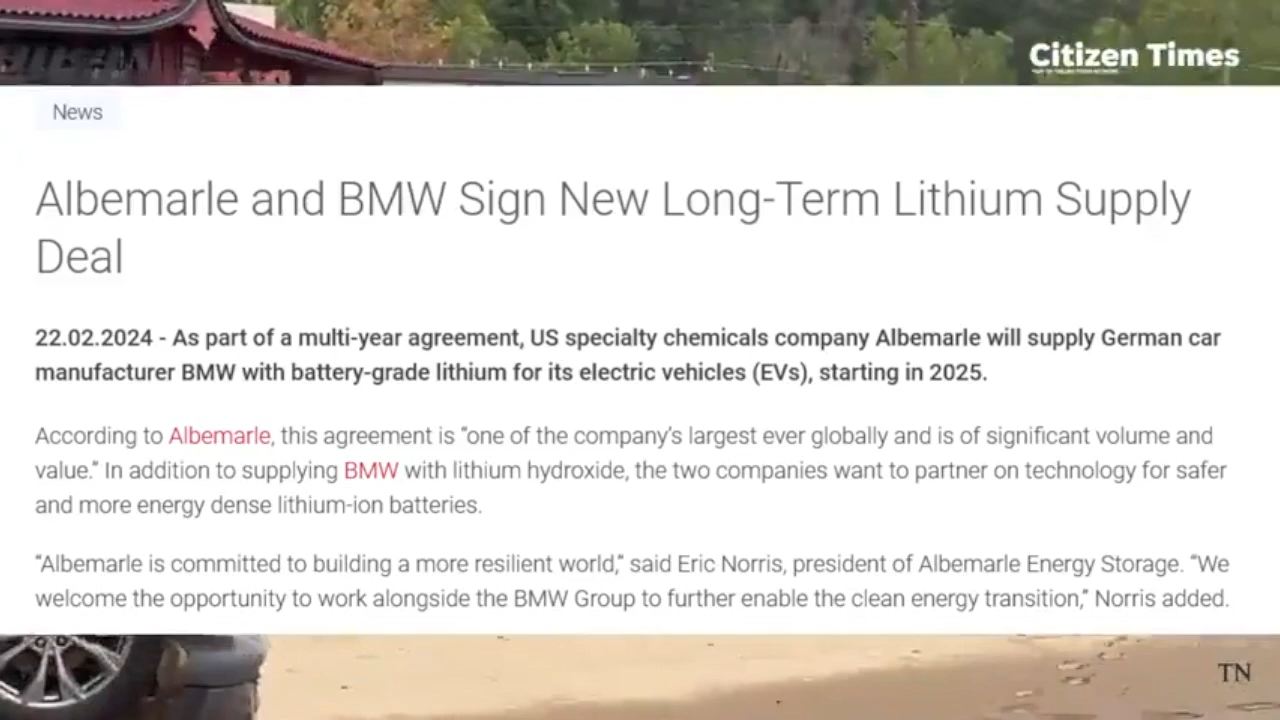 Citizen Times
News
Albemarle and BMW Sign New Long-Term Lithium Supply
Deal
22.02.2024 - As part of a multi-year agreement, US specialty chemicals company Albemarle will supply German car
manufacturer BMW with battery-grade lithium for its electric vehicles (EVs), starting in 2025.
According to Albemarle, this agreement is “one of the company’s largest ever globally and is of significant volume and
value.” In addition to supplying BMW with lithium hydroxide, the two companies want to partner on technology for safer
and more energy dense lithium-ion batteries.
“Albemarle is committed to building a more resilient world,” said Eric Norris, president of Albemarle Energy Storage. “We
welcome the opportunity to work alongside the BMW Group to further enable the clean energy transition,” Norris added.
TN